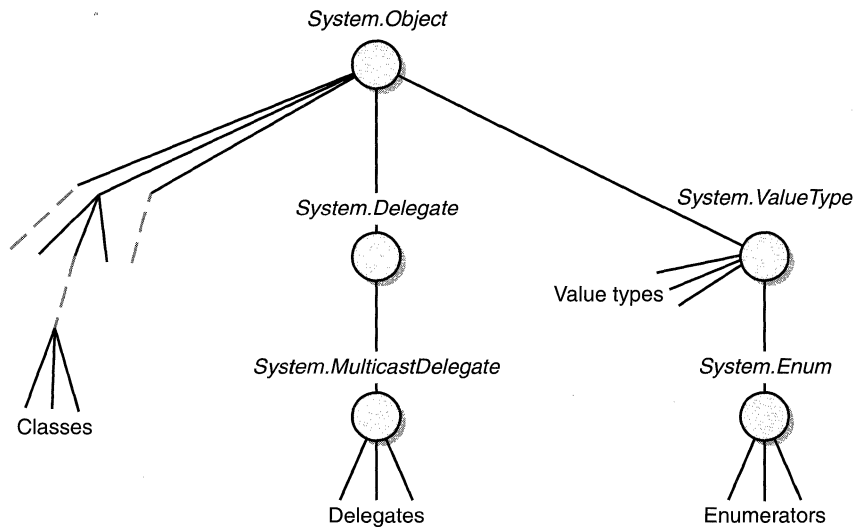 System.Object
System.Delegate
System.ValueType
Value types
System.MulticastDelegate
System.Enum
Classes
Delegates
Enumerators